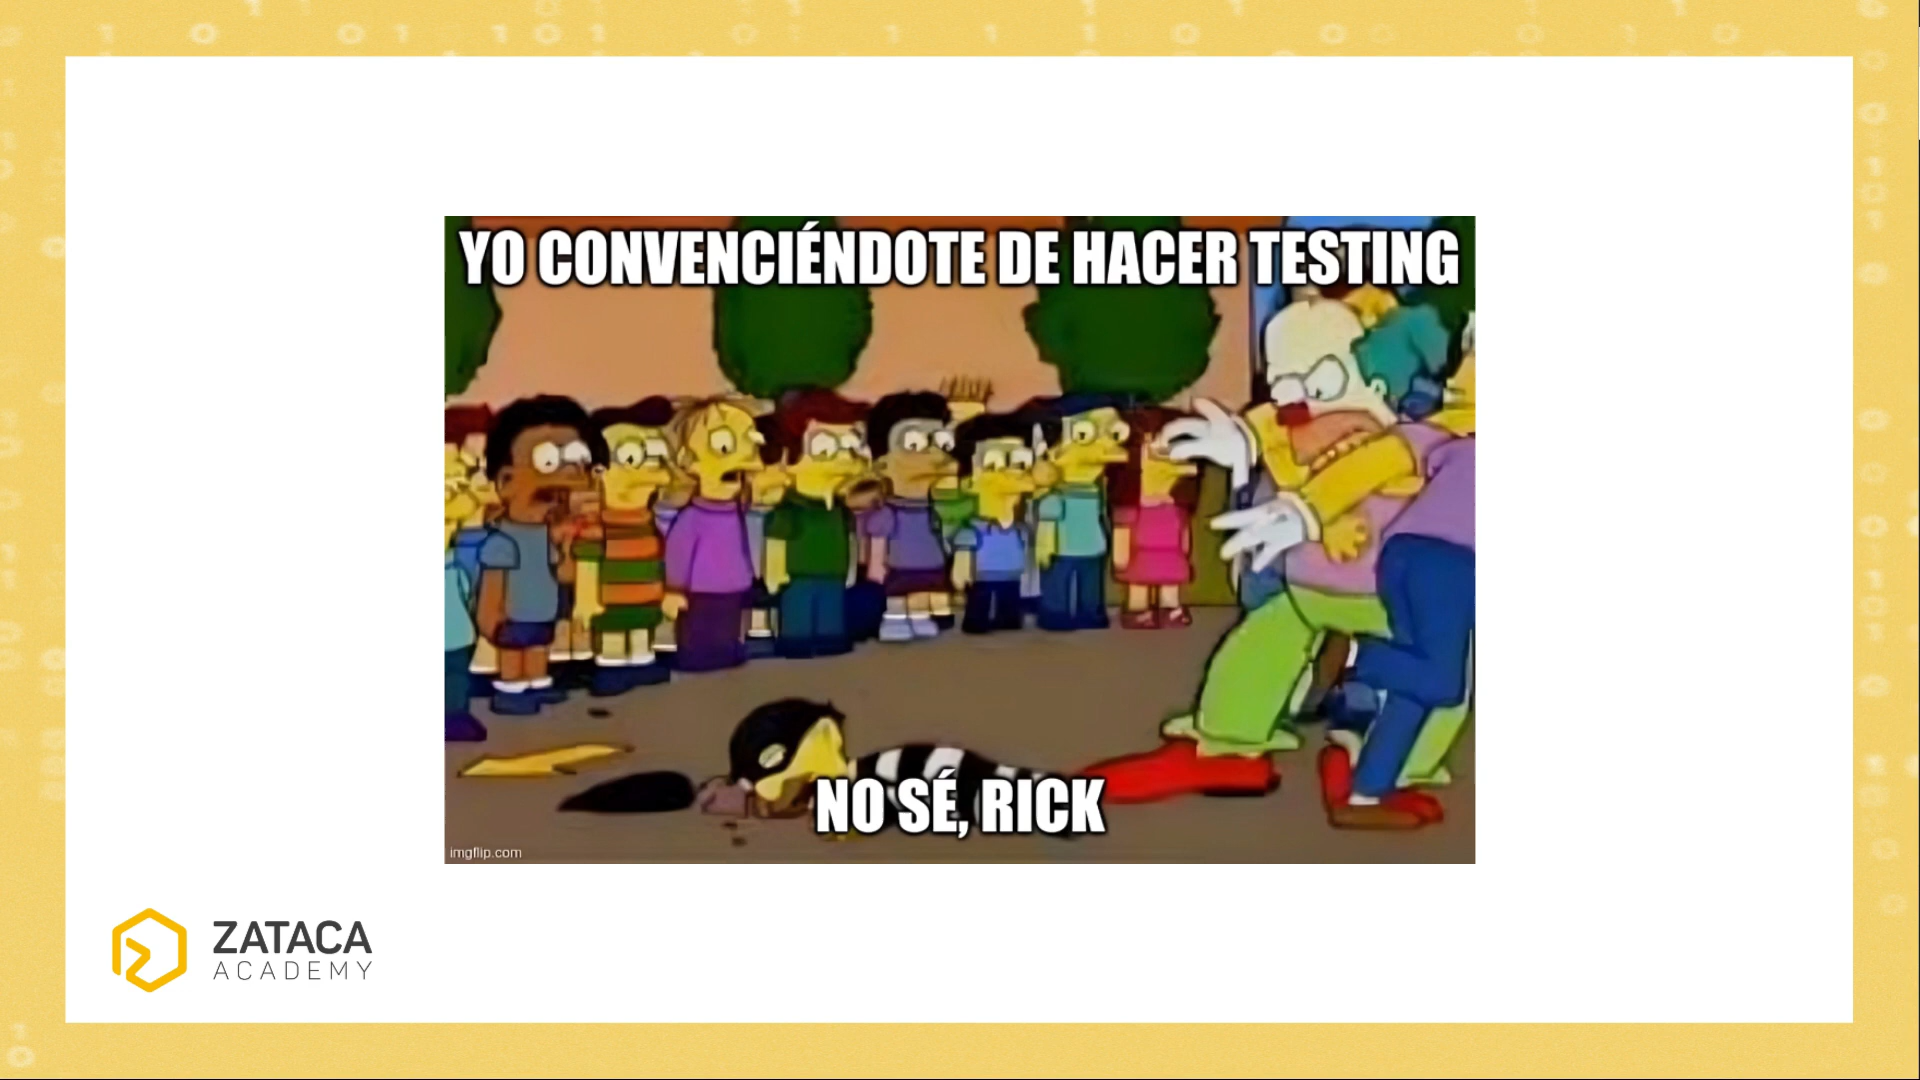 YO CONVENCIÉNDOTE DE HACER TESTING
NO SÉ, RICK
imgflip.com
ZATACA
ACADEMY